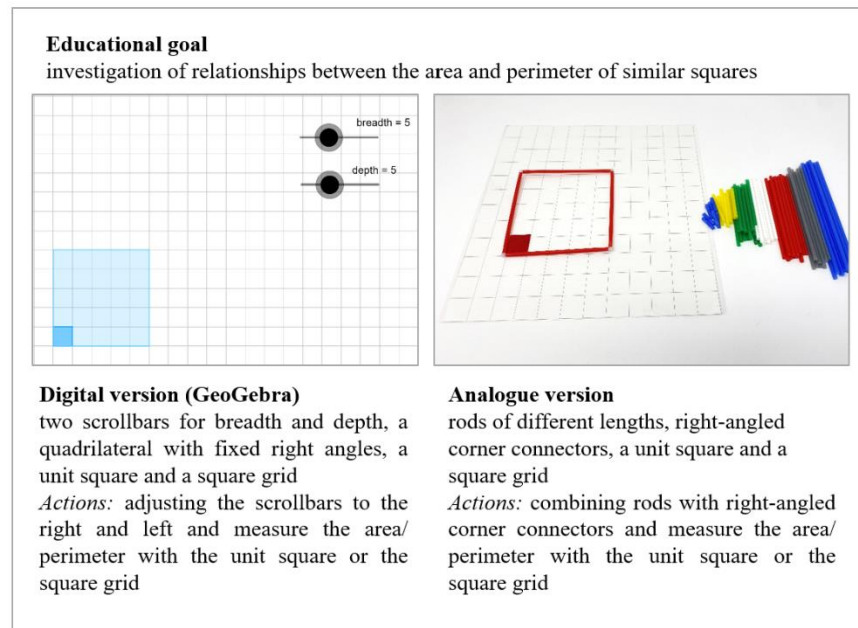 Educational goal
investigation of relationships between the area and perimeter of similar squares
breadth = 5
depth = 5
Digital version (GeoGebra)
two scrollbars for breadth and depth, a
quadrilateral with fixed right angles, a
unit square and a square grid
Actions: adjusting the scrollbars to the
right and left and measure the area/
perimeter with the unit square or the
square grid
Analogue version
rods of different lengths, right-angled
corner connectors, a unit square and a
square grid
Actions: combining rods with right-angled
corner connectors and measure the area/
perimeter with the unit square or the
square grid